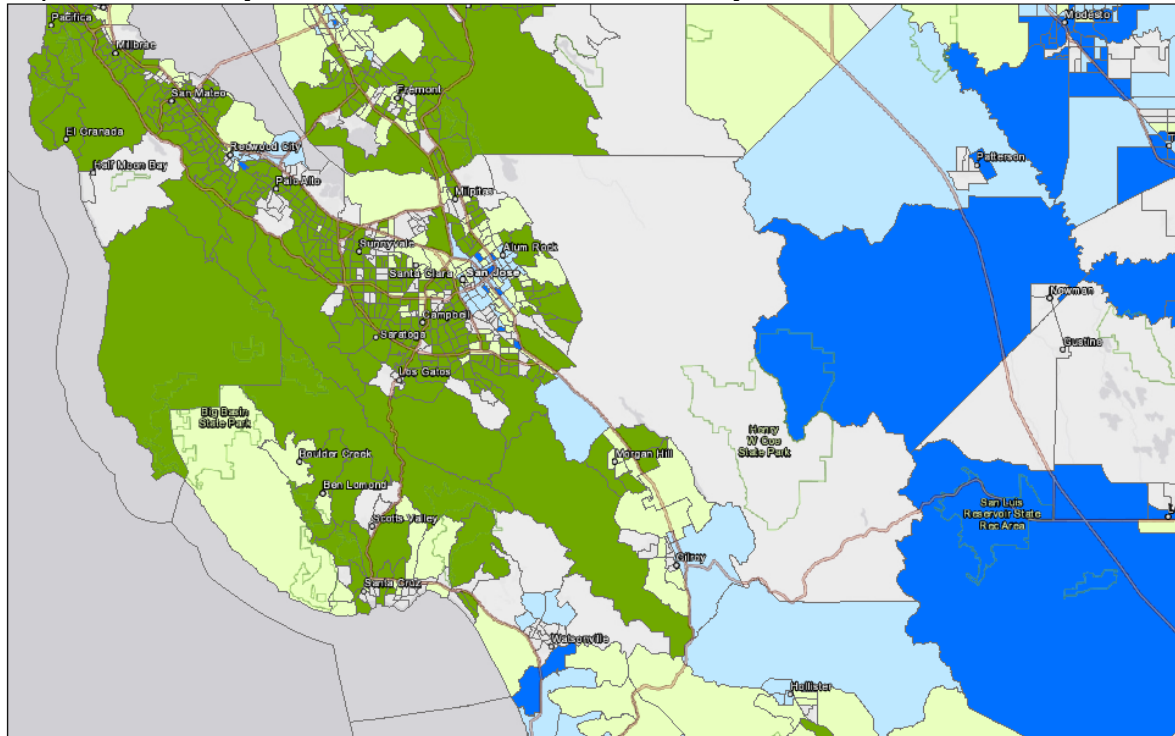 Pacifica
Modesto
Millbrae
San Mateo
Fremont
El Granada
Redwood City
Half Moon Bay
Patterson
Palo Alto
Milpitas
Sunnyvale
Alum Rock
Santa Clara
San Jose
Newman
Campbell
Saratoga
Gustine
Los Gatos
Big Basin
State Park
Henry
W Coe
State Park
Morgan Hill
Boulder Creek
Ben Lomond
San Luis
Reservoir State
Rec Area
Scotts Valley
Gilroy
Santa Cruz
Watsonville
Hollister